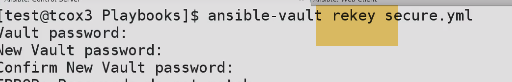 [test@tcox3 Playbooks]$ ansible-vault rekey secure.yml
Vault password:
New Vault password:
Confirm New Vault password: